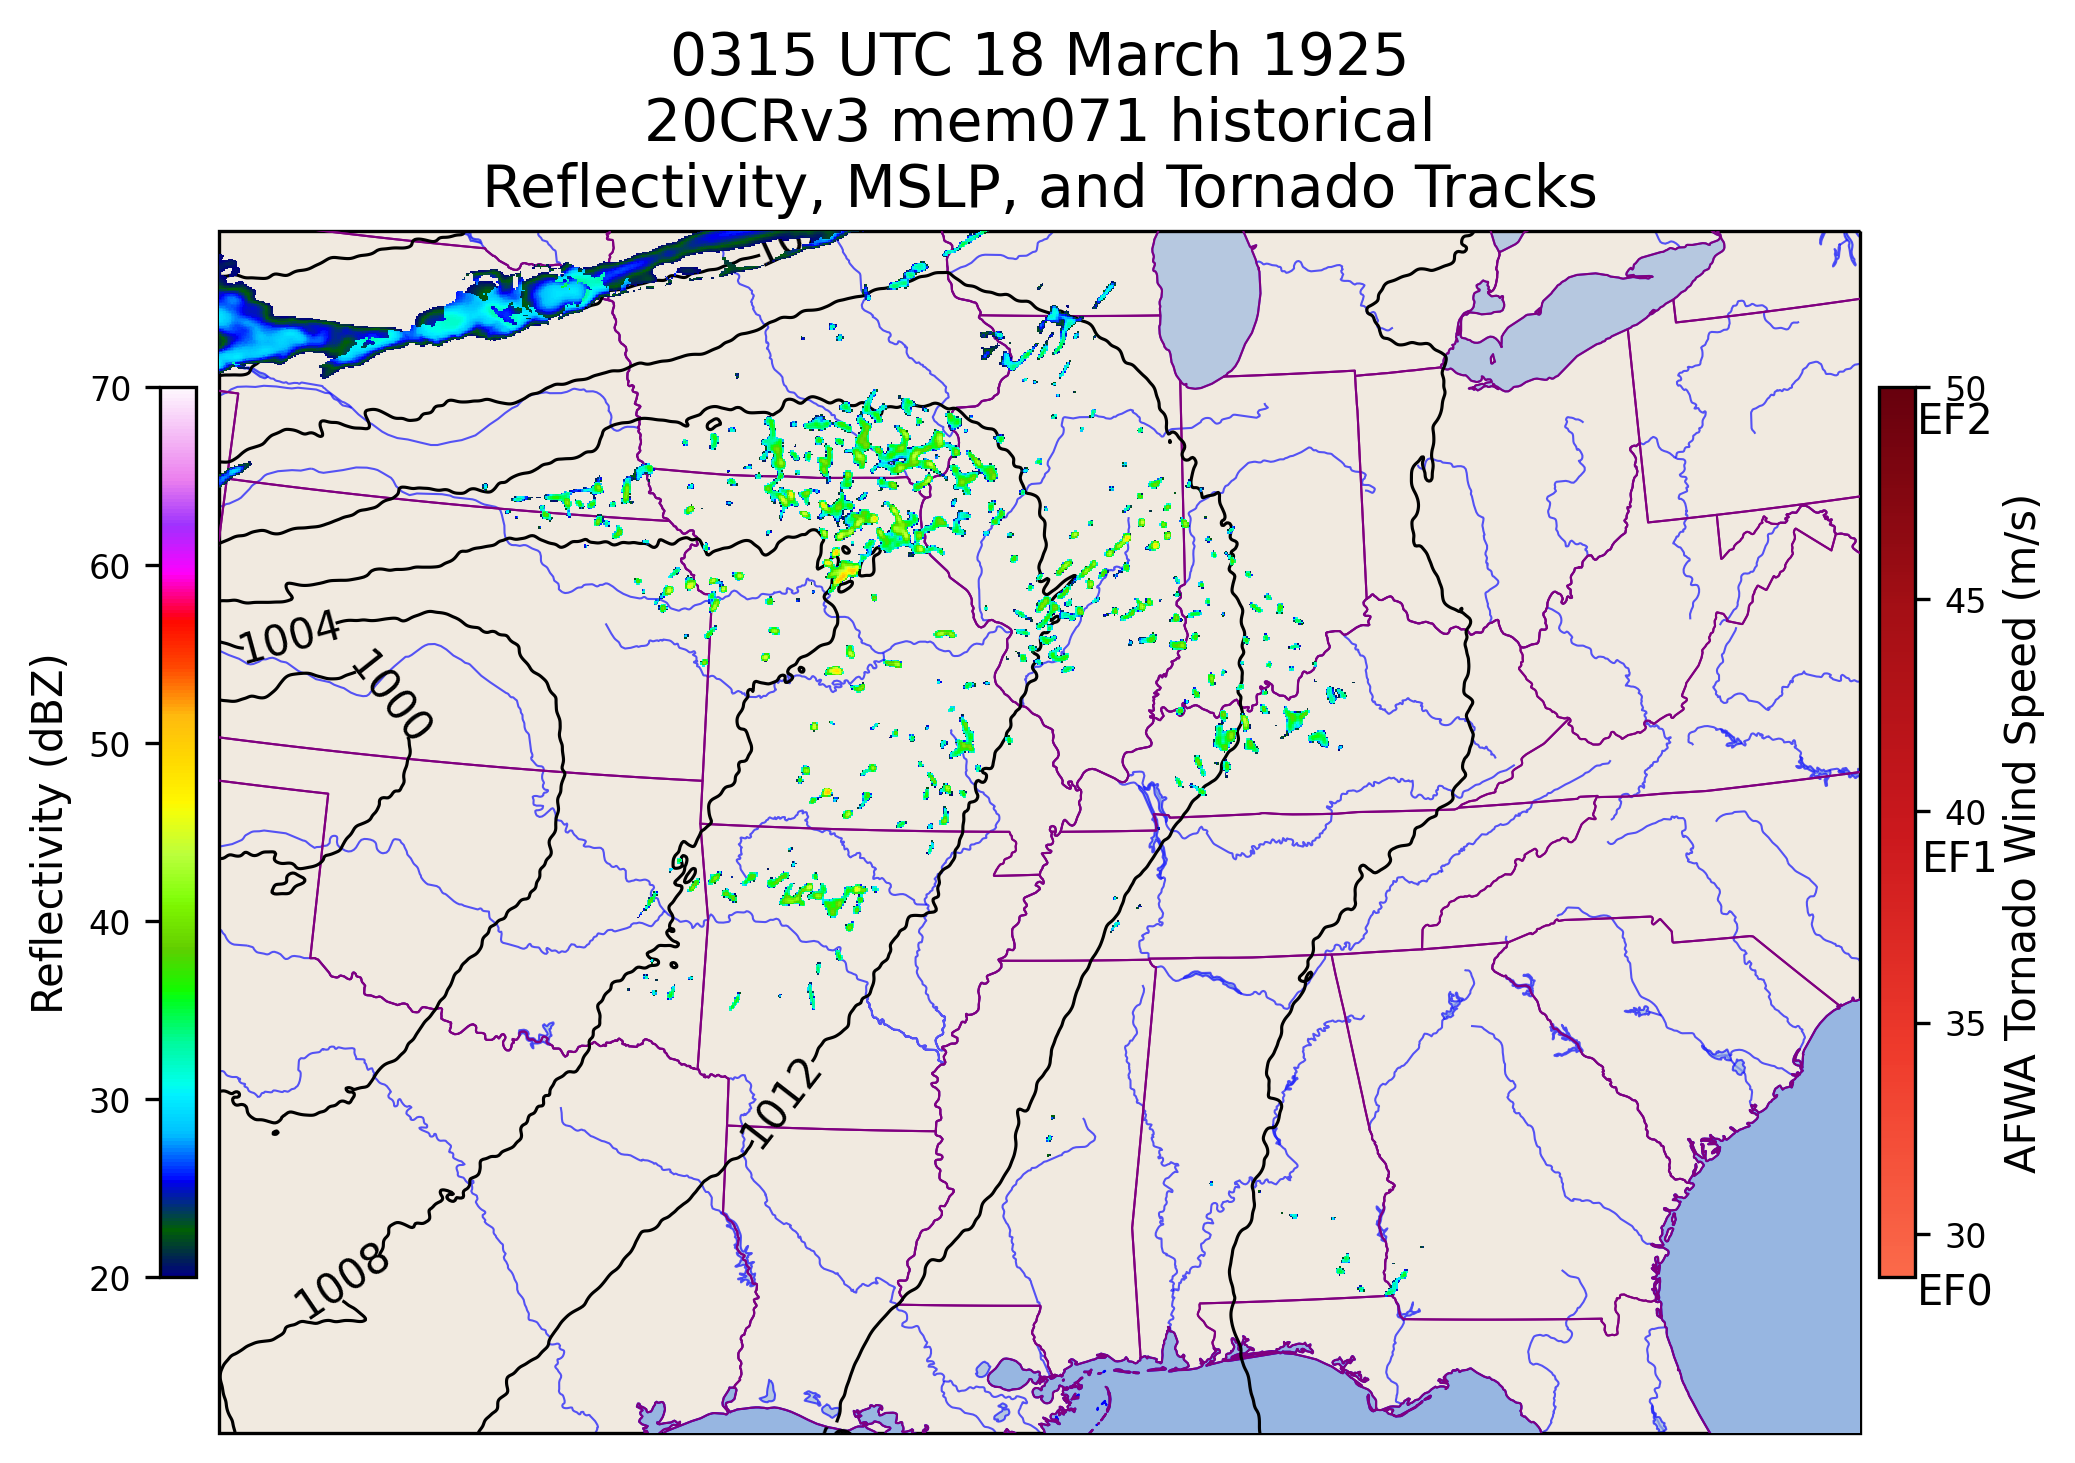 0315 UTC 18 March 1925
20CRv3 mem071 historical
Reflectivity, MSLP, and Tornado Tracks
70
60
50
40
30
20
Reflectivity (dBZ)
1004
1000
1012
1008
50
EF2
45
40
EF1
35
30
EF0
AFWA Tornado Wind Speed (m/s)